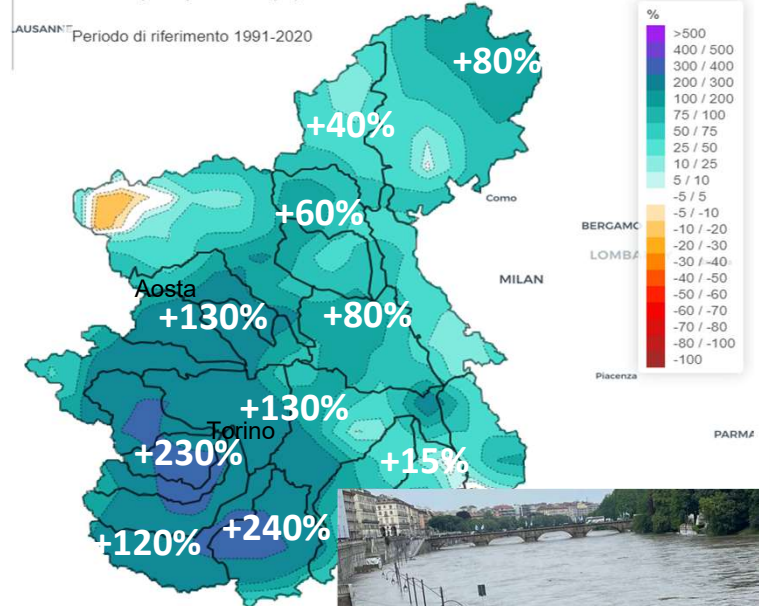 LAUSANNE
Periodo di riferimento 1991-2020
%
>500
400 / 500
300 / 400
200 / 300
100 / 200
75 / 100
50 / 75
25 / 50
10 / 25
5 / 10
-5 / 5
-5 / -10
-10 / -20
-20 / -30
-30 / -40
-40 / -50
-50 / -60
-60 / -70
-70 / -80
-80 / -100
-100
+80%
+40%
+60%
Como
BERGAMO
LOMBA
MILAN
Aosta
+130%
+80%
Piacenza
+130%
Torino
PARMA
+230%
+15%
+120%
+240%